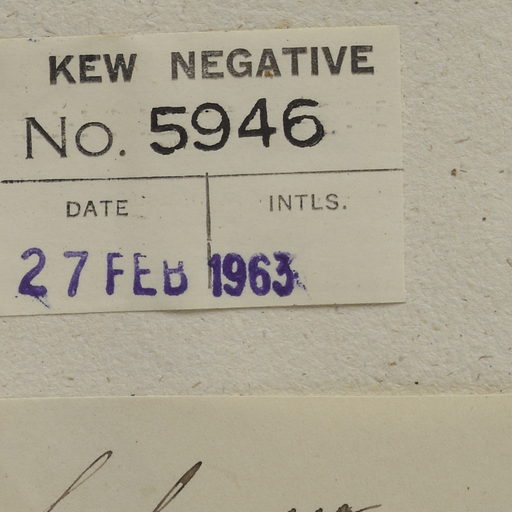 KEW NEGATIVE
No. 5946
DATE INTLS.
27 FEB 1963